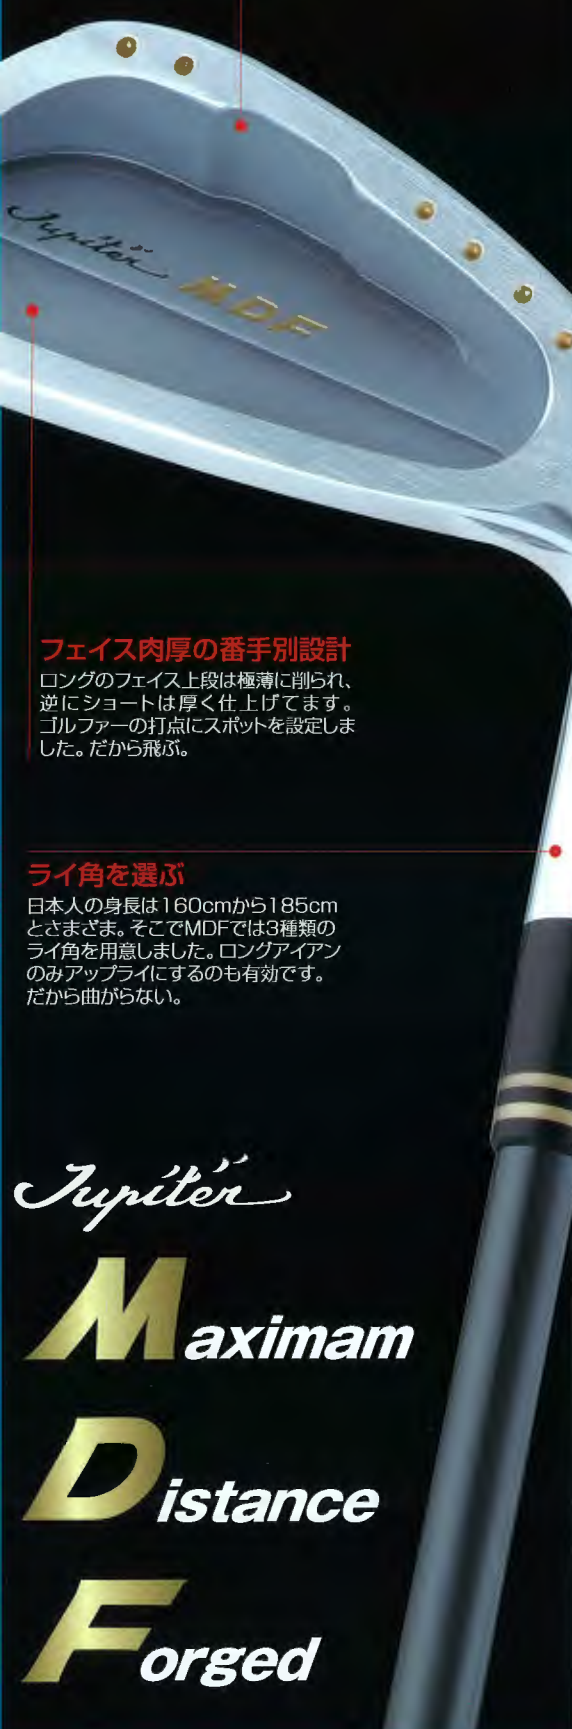 Jupiter
MDF
フェイス肉厚の番手別設計
ロングのフェイス上段は極薄に削られ、
逆にショートは厚く仕上げてます。
ゴルファーの打点にスポットを設定しま
した。だから飛ぶ。
ライ角を選ぶ
日本人の身長は160cmから185cm
とさまざま。そこでMDFでは3種類の
ライ角を用意しました。ロングアイアン
のみアップライにするのも有効です。
だから曲がらない。
Jupiter
Maximam
Distance
Forged